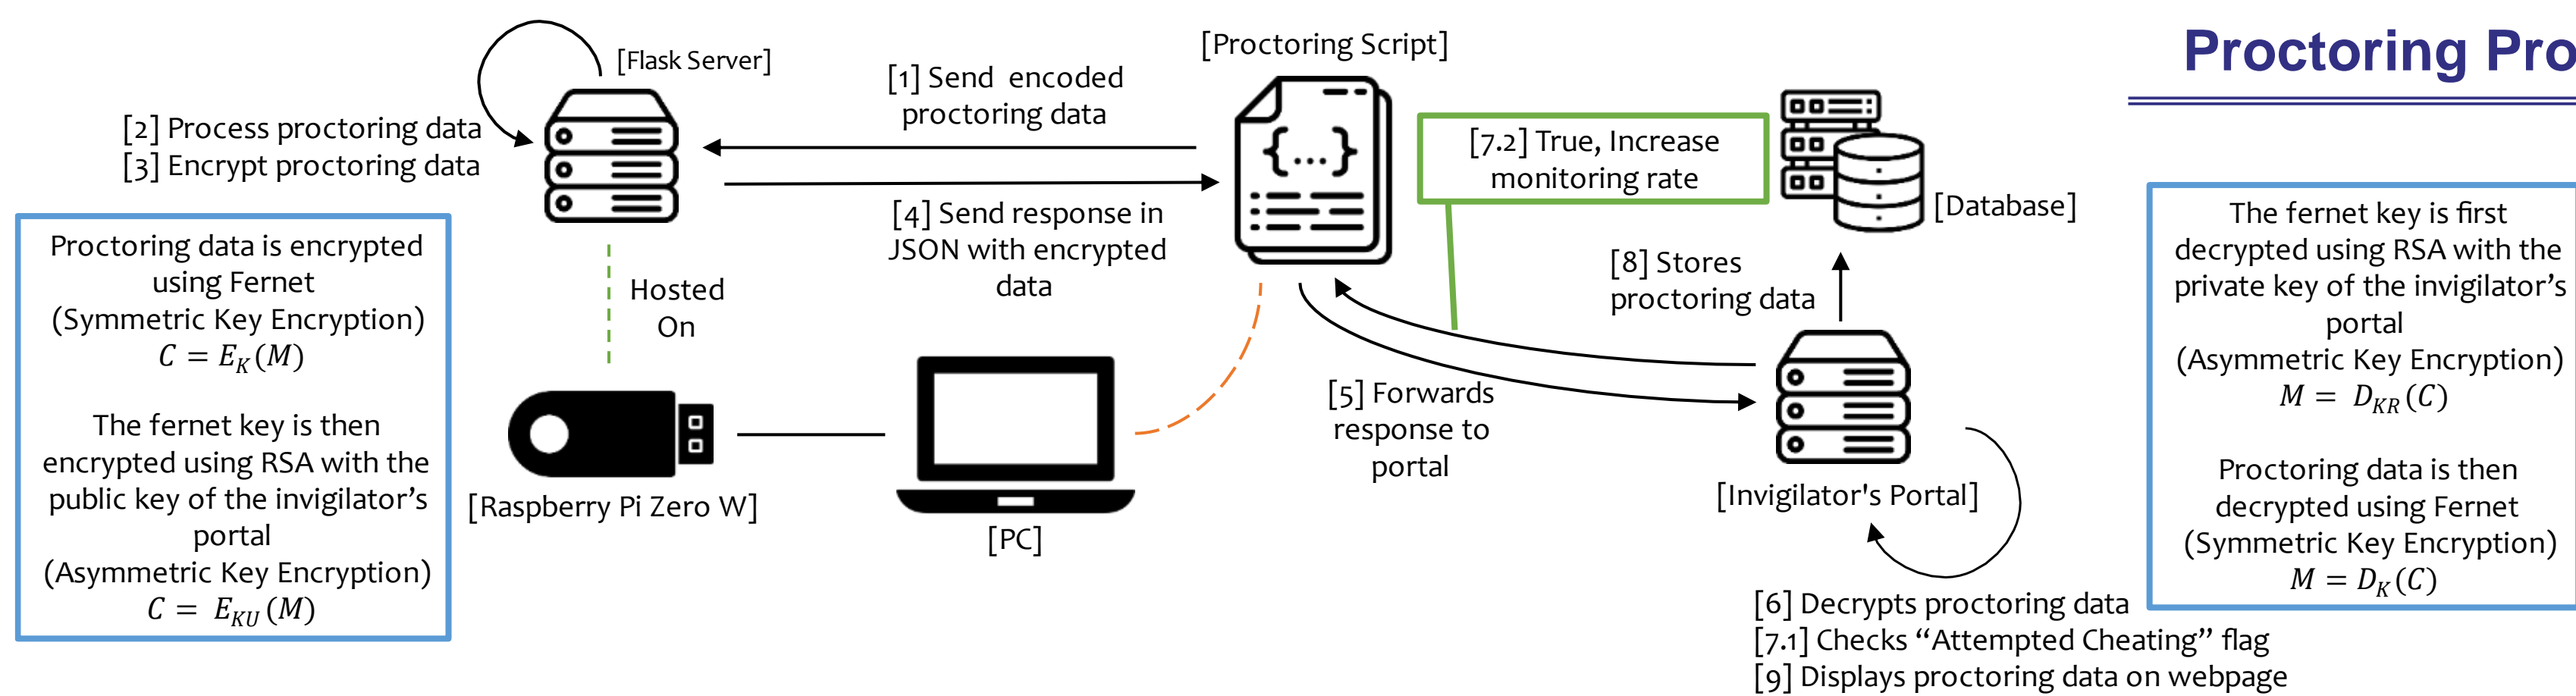 Proctoring Pro
[Flask Server]
[Proctoring Script]
[1] Send encoded
proctoring data
[2] Process proctoring data
[3] Encrypt proctoring data
[4] Send response in
JSON with encrypted
data
[7.2] True, Increase
monitoring rate
[Database]
[8] Stores
proctoring data
Hosted
On
Proctoring data is encrypted
using Fernet
(Symmetric Key Encryption)
C = E_K(M)
The fernet key is then
encrypted using RSA with the
public key of the invigilator’s
portal
(Asymmetric Key Encryption)
C = E_KU(M)
[Raspberry Pi Zero W]
[PC]
[5] Forwards
response to
portal
[Invigilator's Portal]
[6] Decrypts proctoring data
[7.1] Checks “Attempted Cheating” flag
[9] Displays proctoring data on webpage
The fernet key is first
decrypted using RSA with the
private key of the invigilator’s
portal
(Asymmetric Key Encryption)
M = D_KR(C)
Proctoring data is then
decrypted using Fernet
(Symmetric Key Encryption)
M = D_K(C)